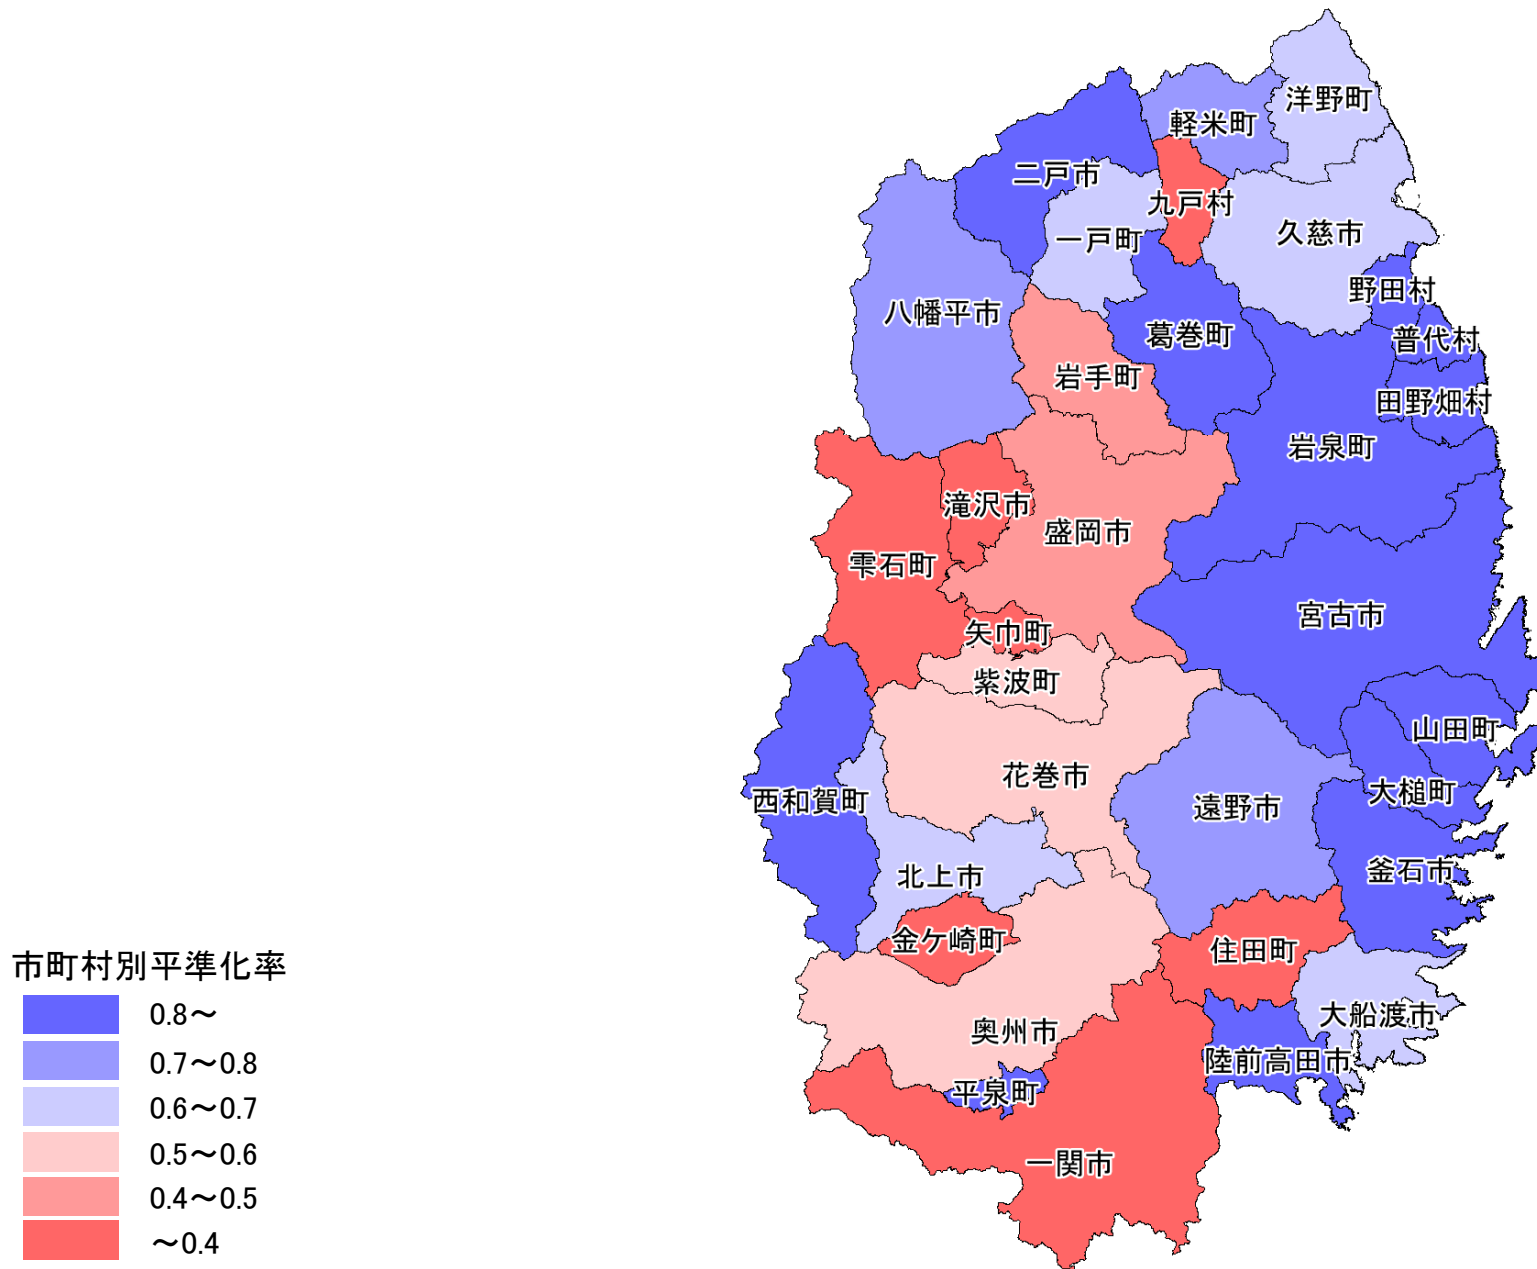 洋野町
軽米町
二戸市
九戸村
久慈市
一戸町
野田村
八幡平市
葛巻町
普代村
岩手町
田野畑村
岩泉町
滝沢市
盛岡市
雫石町
宮古市
矢巾町
紫波町
山田町
花巻市
大槌町
西和賀町
遠野市
釜石市
北上市
金ケ崎町
住田町
大船渡市
奥州市
陸前高田市
平泉町
一関市
市町村別平準化率
0.8～
0.7～0.8
0.6～0.7
0.5～0.6
0.4～0.5
～0.4